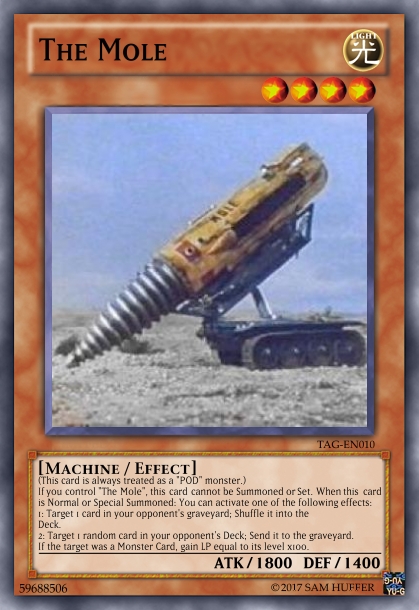 The Mole
LIGHT
光
TAG-EN010
[Machine / Effect]
(This card is always treated as a "POD" monster.)
If you control "The Mole", this card cannot be Summoned or Set. When this card
is Normal or Special Summoned: You can activate one of the following effects:
1: Target 1 card in your opponent's graveyard; Shuffle it into the
Deck.
2: Target 1 random card in your opponent's Deck; Send it to the graveyard.
If the target was a Monster Card, gain LP equal to its level x100.
ATK / 1800 DEF / 1400
59688506
©2017 SAM HUFFER